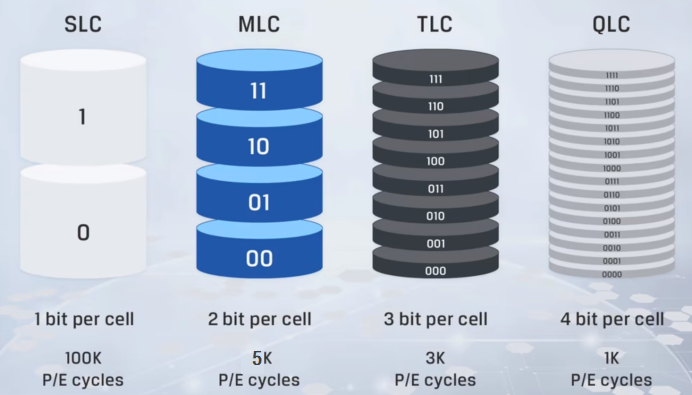 SLC
1
0
1 bit per cell
100K
P/E cycles
MLC
11
10
01
00
2 bit per cell
5K
P/E cycles
TLC
111
110
101
100
011
010
001
000
3 bit per cell
3K
P/E cycles
QLC
1111
1110
1101
1100
1011
1010
1001
1000
0111
0110
0101
0100
0011
0010
0001
0000
4 bit per cell
1K
P/E cycles